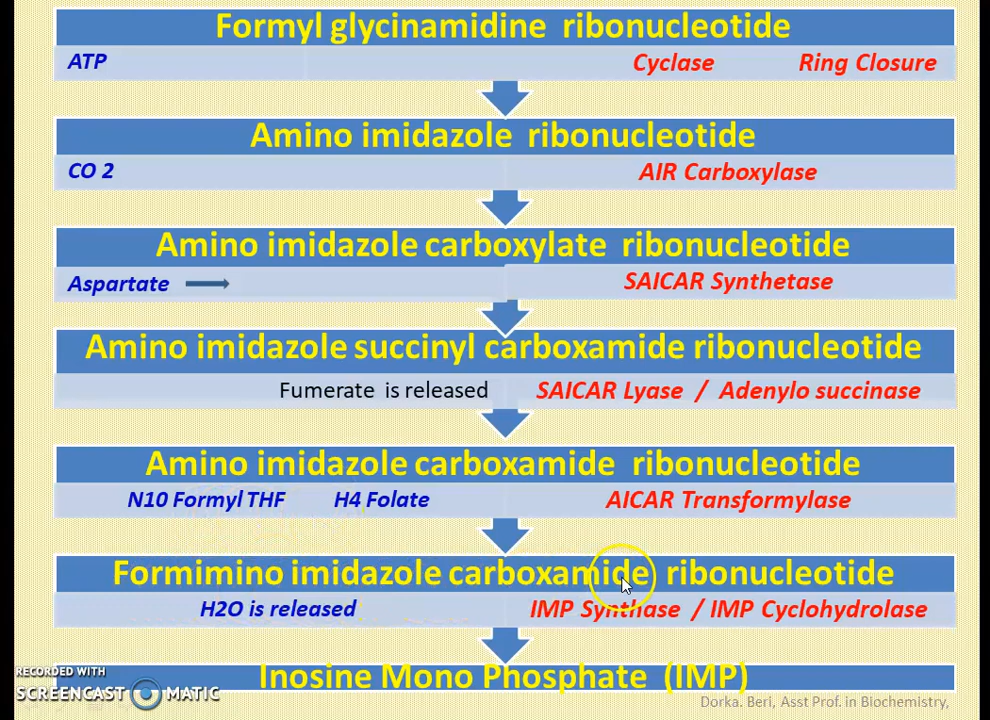 Formyl glycinamidine ribonucleotide
ATP Cyclase Ring Closure
Amino imidazole ribonucleotide
CO 2 AIR Carboxylase
Amino imidazole carboxylate ribonucleotide
Aspartate SAICAR Synthetase
Amino imidazole succinyl carboxamide ribonucleotide
Fumerate is released SAICAR Lyase / Adenylo succinase
Amino imidazole carboxamide ribonucleotide
N10 Formyl THF H4 Folate AICAR Transformylase
Formimino imidazole carboxamide ribonucleotide
H2O is released IMP Synthase / IMP Cyclohydrolase
Inosine Mono Phosphate (IMP)
RECORDED WITH
SCREENCAST MATIC
Dorka. Beri, Asst Prof. in Biochemistry,